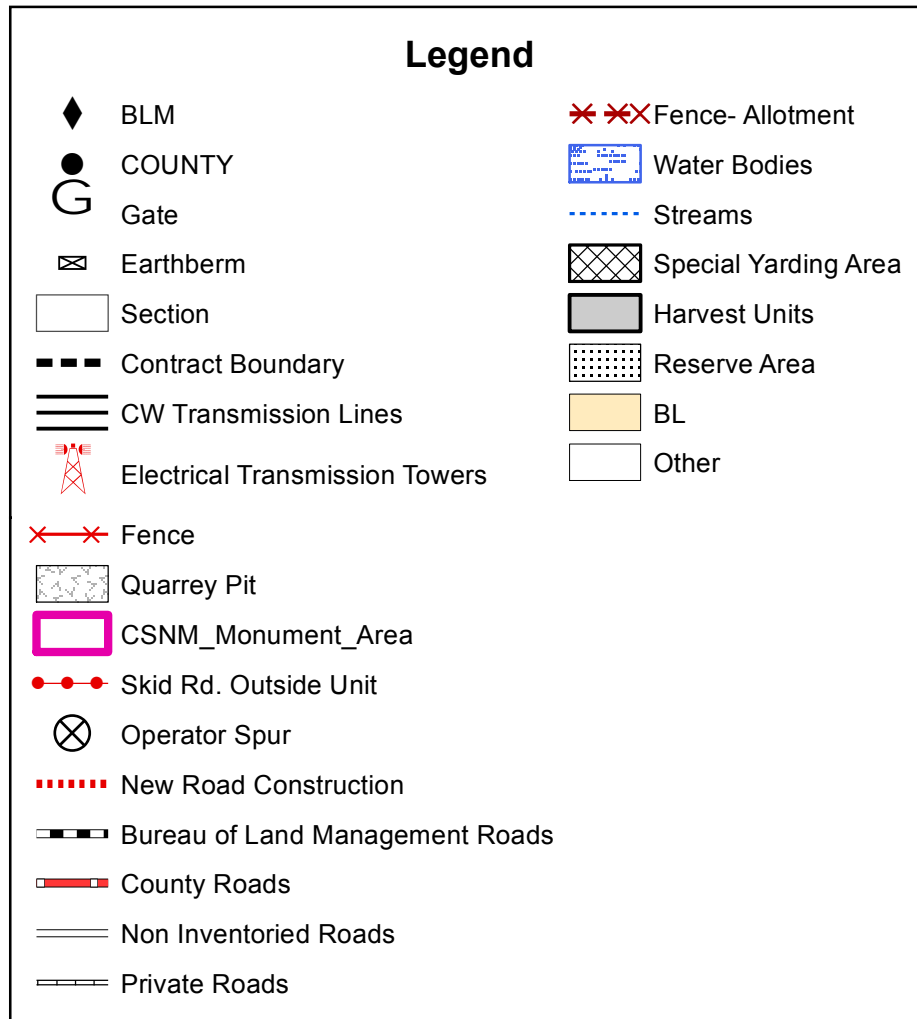 Legend
BLM
COUNTY
G
Gate
Earthberm
Section
Contract Boundary
CW Transmission Lines
Electrical Transmission Towers
Fence
Quarrey Pit
CSNM_Monument_Area
Skid Rd. Outside Unit
Operator Spur
New Road Construction
Bureau of Land Management Roads
County Roads
Non Inventoried Roads
Private Roads
Fence- Allotment
Water Bodies
Streams
Special Yarding Area
Harvest Units
Reserve Area
BL
Other